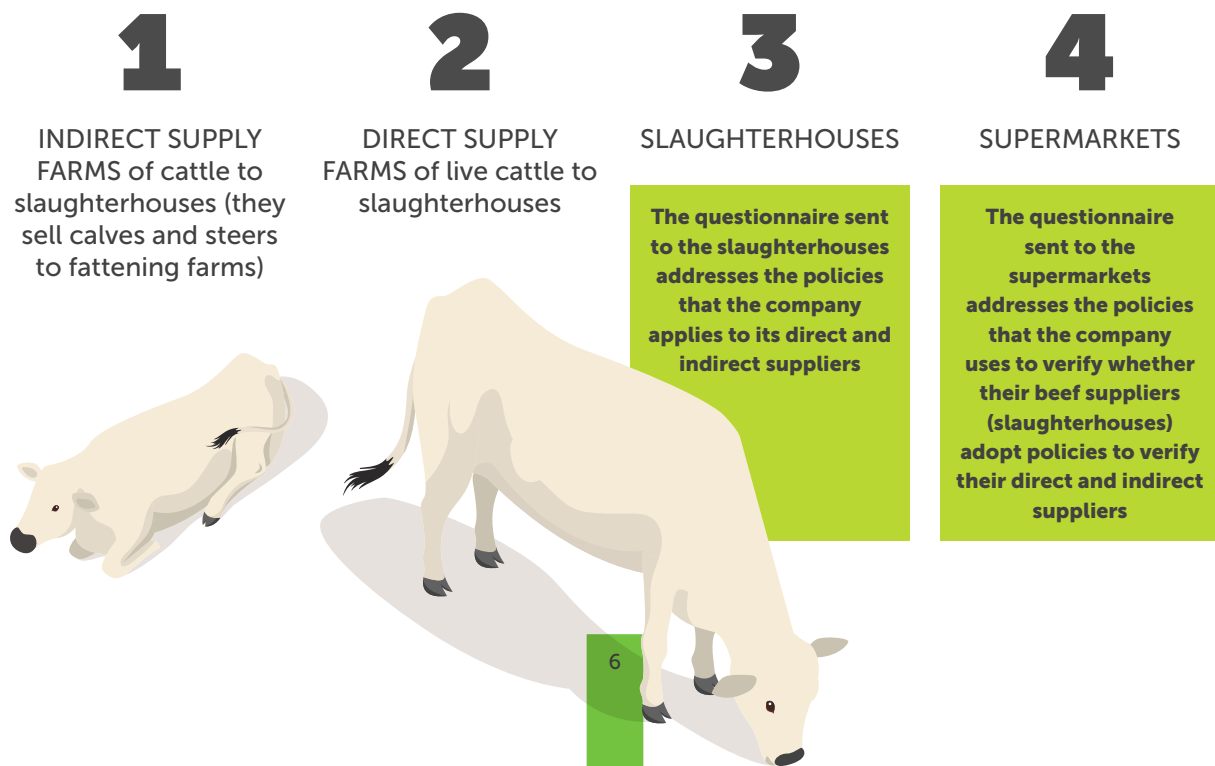 1
INDIRECT SUPPLY
FARMS of cattle to
slaughterhouses (they
sell calves and steers
to fattening farms)
2
DIRECT SUPPLY
FARMS of live cattle to
slaughterhouses
3
SLAUGHTERHOUSES
The questionnaire sent
to the slaughterhouses
addresses the policies
that the company
applies to its direct and
indirect suppliers
4
SUPERMARKETS
The questionnaire
sent to the
supermarkets
addresses the policies
that the company
uses to verify whether
their beef suppliers
(slaughterhouses)
adopt policies to verify
their direct and indirect
suppliers
6